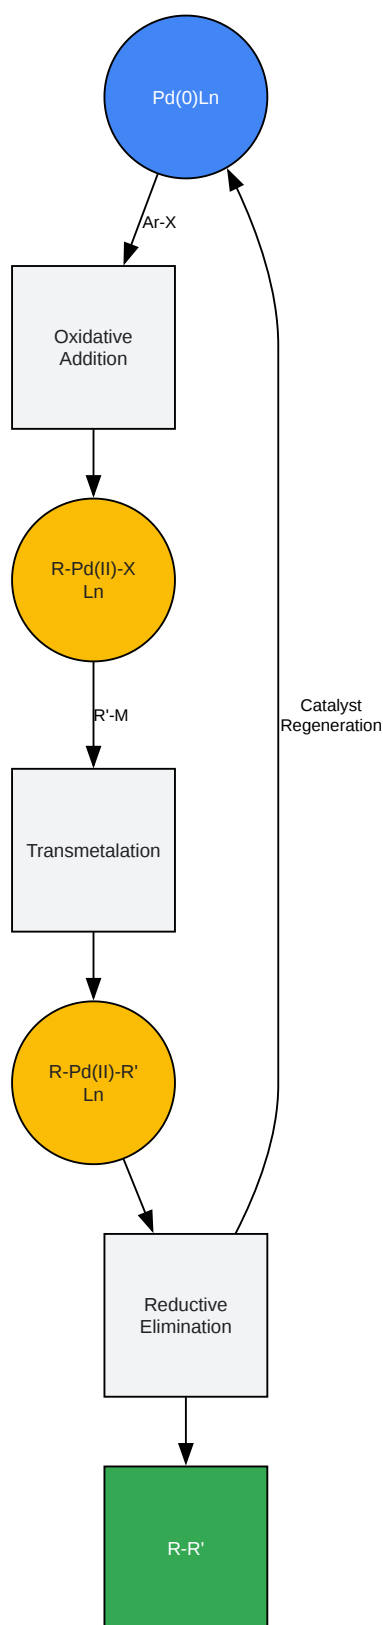 Pd(0)Ln
Ar-X
Oxidative
Addition
R-Pd(II)-X
Ln
R'-M
Catalyst
Regeneration
Transmetalation
R-Pd(II)-R'
Ln
Reductive
Elimination
R-R'